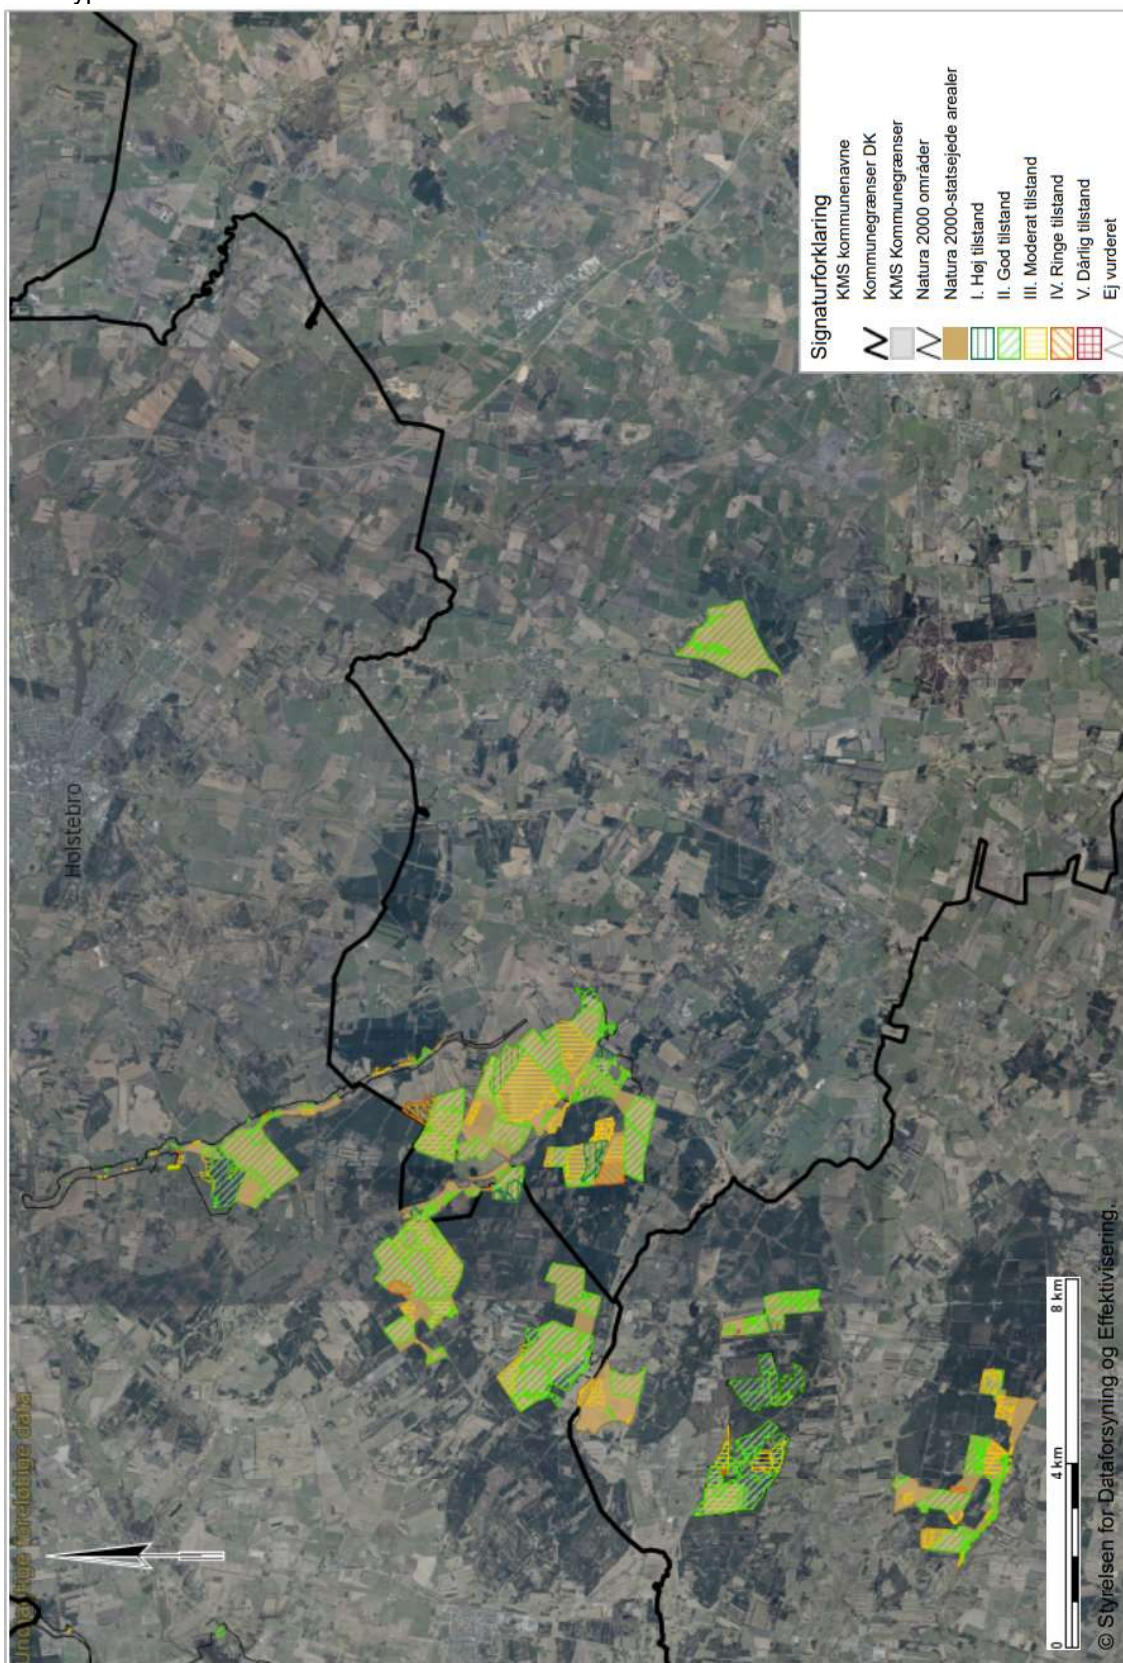 Holstebro
Signaturforklaring
KMS kommunenavne
Kommunegrænser DK
KMS Kommunegrænser
Natura 2000 områder
Natura 2000-statsejede arealer
I. Høj tilstand
II. God tilstand
III. Moderat tilstand
IV. Ringe tilstand
V. Dårlig tilstand
Ej vurderet
foreløbige data
0
4 km
8 km
© Styrelsen for Dataforsyning og Effektivisering.